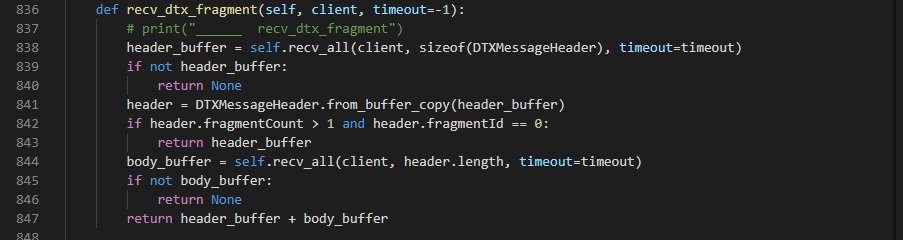 836 def recv_dtx_fragment(self, client, timeout=-1):
837 # print("______ recv_dtx_fragment")
838 header_buffer = self.recv_all(client, sizeof(DTXMessageHeader), timeout=timeout)
839 if not header_buffer:
840 return None
841 header = DTXMessageHeader.from_buffer_copy(header_buffer)
842 if header.fragmentCount > 1 and header.fragmentId == 0:
843 return header_buffer
844 body_buffer = self.recv_all(client, header.length, timeout=timeout)
845 if not body_buffer:
846 return None
847 return header_buffer + body_buffer
848